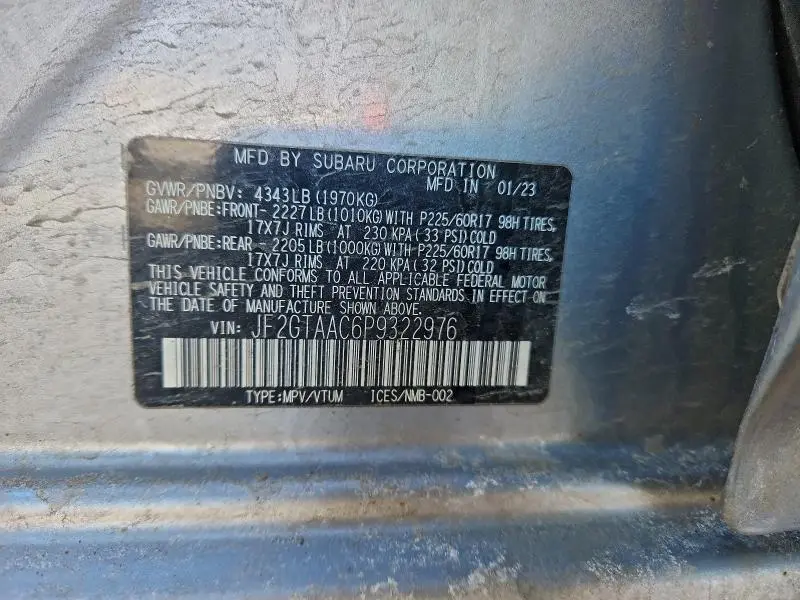 MFD BY SUBARU CORPORATION
MFD IN 01/23
GVWR/PNBV: 4343LB (1970KG)
GAWR/PNBE:FRONT- 2227LB (1010KG) WITH P225/60R17 98H TIRES,
17X7J RIMS AT 230 KPA (33 PSI) COLD
GAWR/PNBE:REAR - 2205LB (1000KG) WITH P225/60R17 98H TIRES,
17X7J RIMS AT 220 KPA (32 PSI) COLD
THIS VEHICLE CONFORMS TO ALL APPLICABLE FEDERAL MOTOR
VEHICLE SAFETY AND THEFT PREVENTION STANDARDS IN EFFECT ON
THE DATE OF MANUFACTURE SHOWN ABOVE.
VIN: JF2GTAAC6P9322976
TYPE:MPV/VTUM ICES/NMB-002